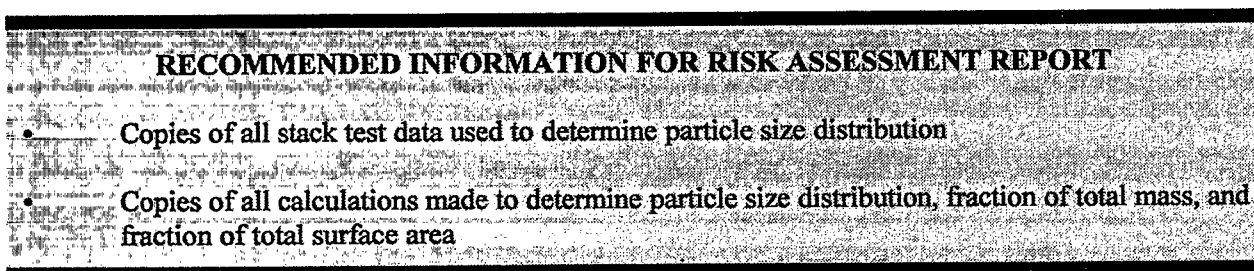 RECOMMENDED INFORMATION FOR RISK ASSESSMENT REPORT
• Copies of all stack test data used to determine particle size distribution
• Copies of all calculations made to determine particle size distribution, fraction of total mass, and
fraction of total surface area